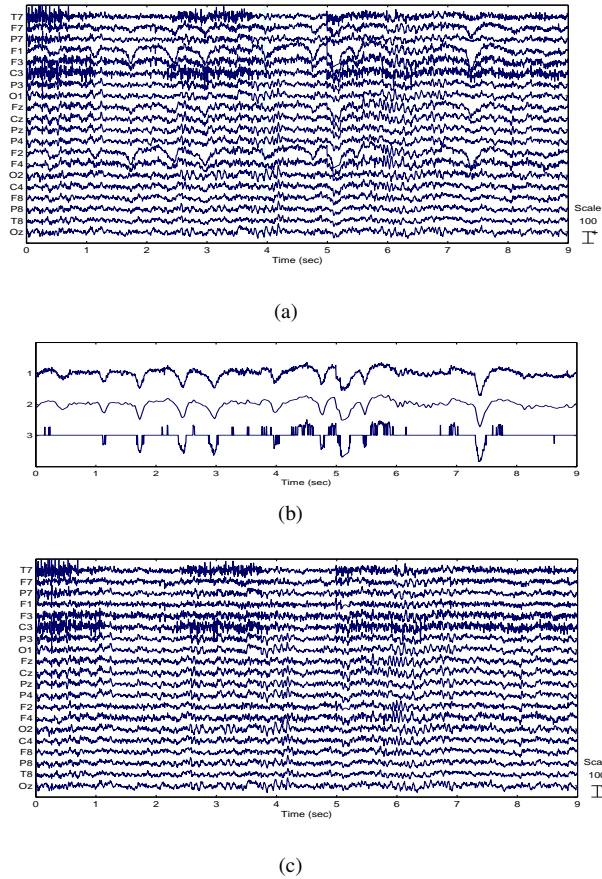 T7
F7
P7
F1
F3
C3
P3
O1
Fz
Cz
Pz
P4
F2
F4
O2
C4
F8
P8
T8
Oz
0 1 2 3 4 5 6 7 8 9
Time (sec)
Scale
100
(a)
1
2
3
0 1 2 3 4 5 6 7 8 9
Time (sec)
(b)
T7
F7
P7
F1
F3
C3
P3
O1
Fz
Cz
Pz
P4
F2
F4
O2
C4
F8
P8
T8
Oz
0 1 2 3 4 5 6 7 8 9
Time (sec)
Scal
100
(c)